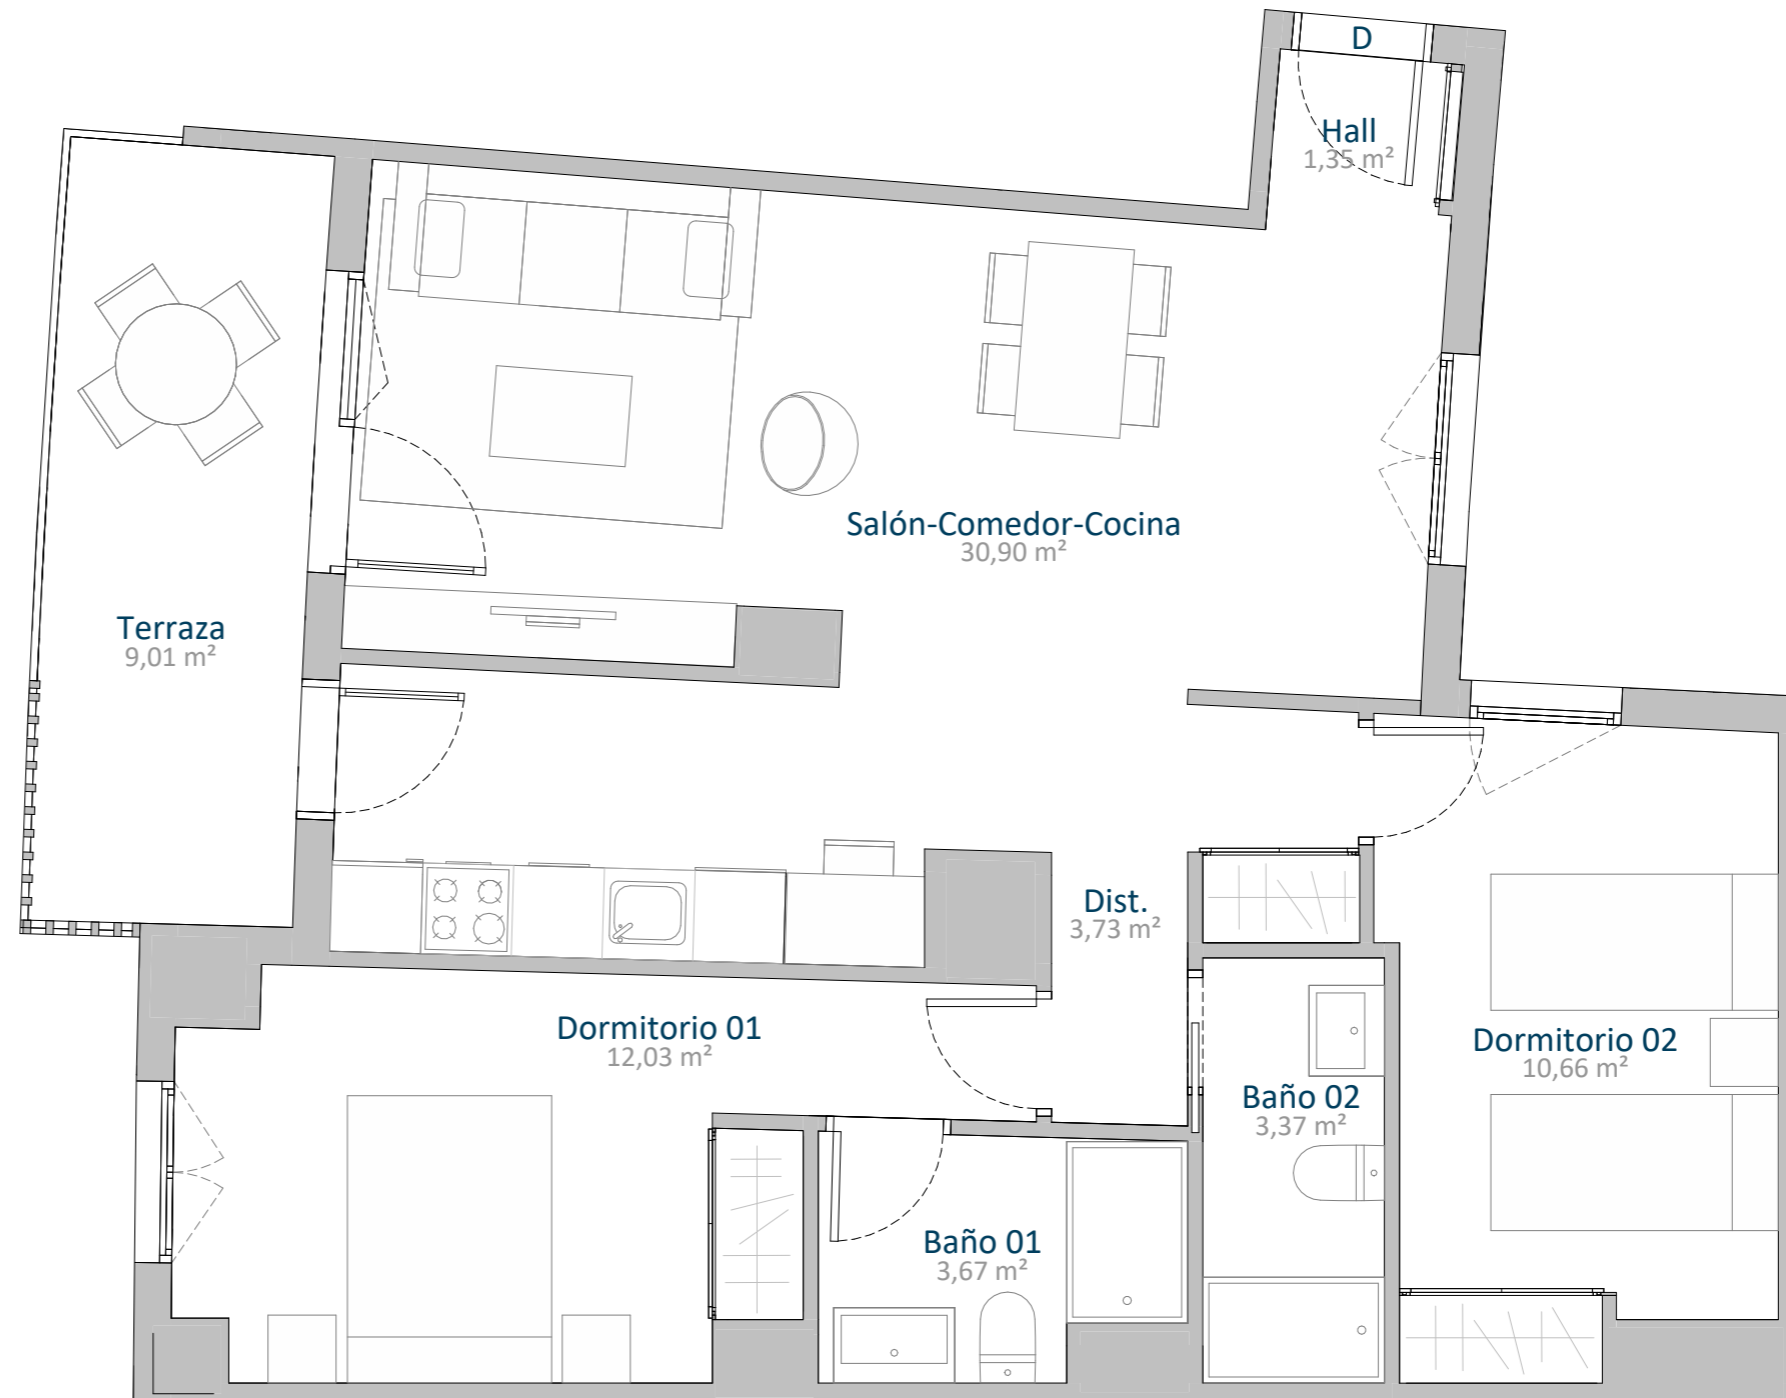 D
Hall
1,35 m²
Salón-Comedor-Cocina
30,90 m²
Terraza
9,01 m²
Dist.
3,73 m²
Dormitorio 01
12,03 m²
Dormitorio 02
10,66 m²
Baño 02
3,37 m²
Baño 01
3,67 m²